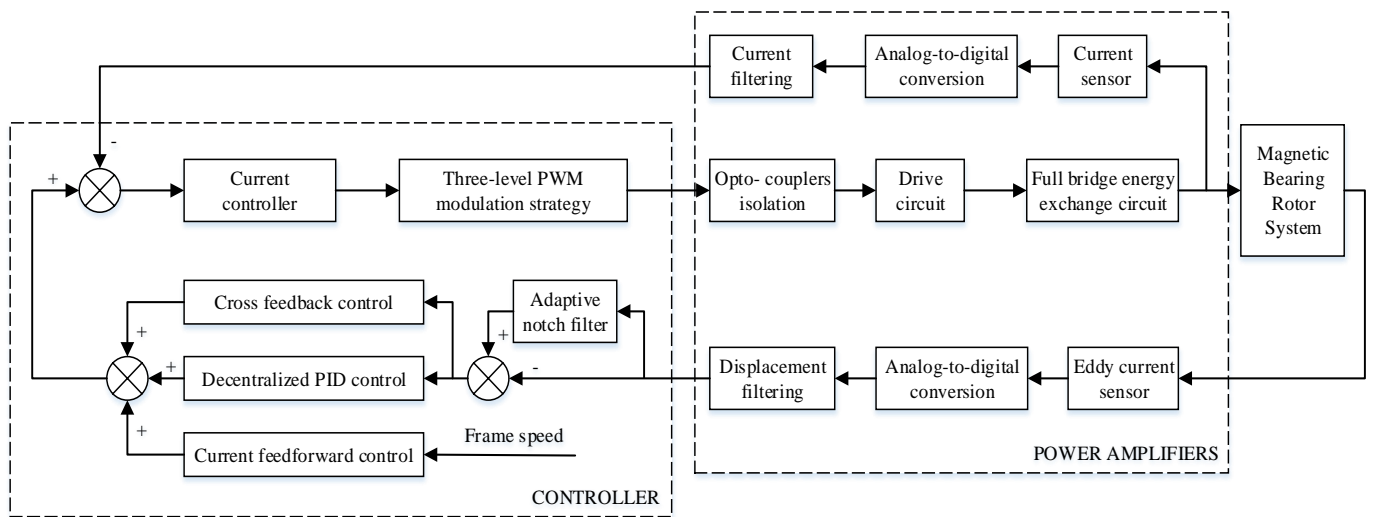 Current
filtering
Analog-to-digital
conversion
Current
sensor
-
+
Current
controller
Three-level PWM
modulation strategy
Opto- couplers
isolation
Drive
circuit
Full bridge energy
exchange circuit
Magnetic
Bearing
Rotor
System
Cross feedback control
+
Adaptive
notch filter
+
-
Decentralized PID control
+
Displacement
filtering
Analog-to-digital
conversion
Eddy current
sensor
+
Current feedforward control
Frame speed
CONTROLLER
POWER AMPLIFIERS